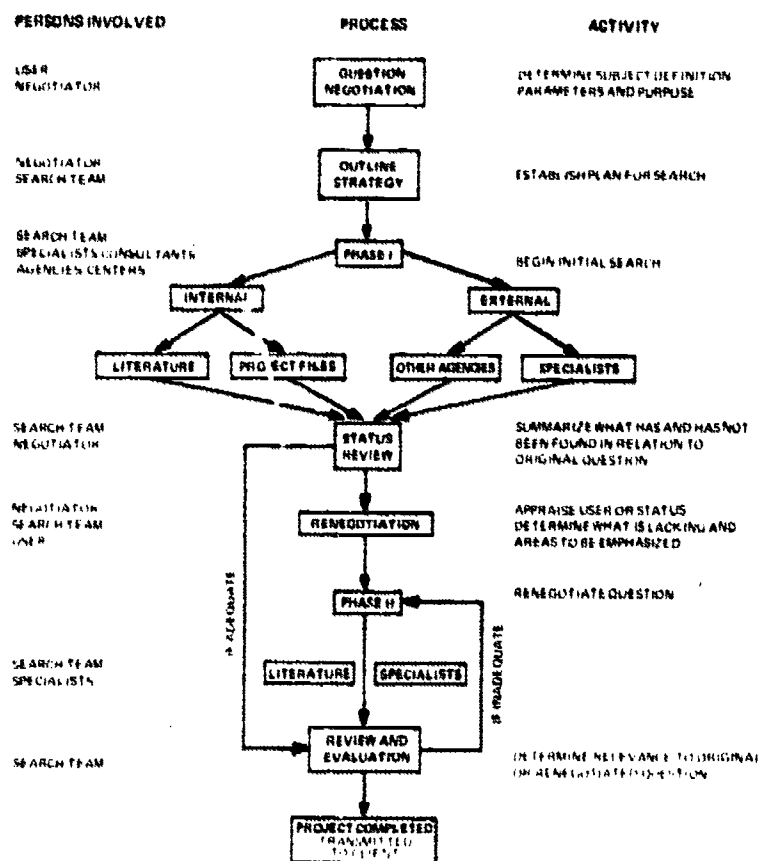 PERSONS INVOLVED
PROCESS
ACTIVITY
USER
NEGOTIATOR
QUESTION
NEGOTIATION
DETERMINE SUBJECT DEFINITION
PARAMETERS AND PURPOSE
NEGOTIATOR
SEARCH TEAM
OUTLINE
STRATEGY
ESTABLISH PLAN FOR SEARCH
SEARCH TEAM
SPECIALISTS CONSULTANTS
AGENCIES CENTERS
PHASE I
BEGIN INITIAL SEARCH
INTERNAL
EXTERNAL
LITERATURE
PROJECT FILES
OTHER AGENCIES
SPECIALISTS
SEARCH TEAM
NEGOTIATOR
STATUS
REVIEW
SUMMARIZE WHAT HAS AND HAS NOT
BEEN FOUND IN RELATION TO
ORIGINAL QUESTION
NEGOTIATOR
SEARCH TEAM
USER
RENEGOTIATION
APPRAISE USER OR STATUS
DETERMINE WHAT IS LACKING AND
AREAS TO BE EMPHASIZED
IS ADEQUATE
PHASE II
RENEGOTIATE QUESTION
IS INADEQUATE
SEARCH TEAM
SPECIALISTS
LITERATURE
SPECIALISTS
SEARCH TEAM
REVIEW AND
EVALUATION
DETERMINE RELEVANCE TO ORIGINAL
OR RENEGOTIATED QUESTION
PROJECT COMPLETED
TRANSMITTED
TO CLIENT